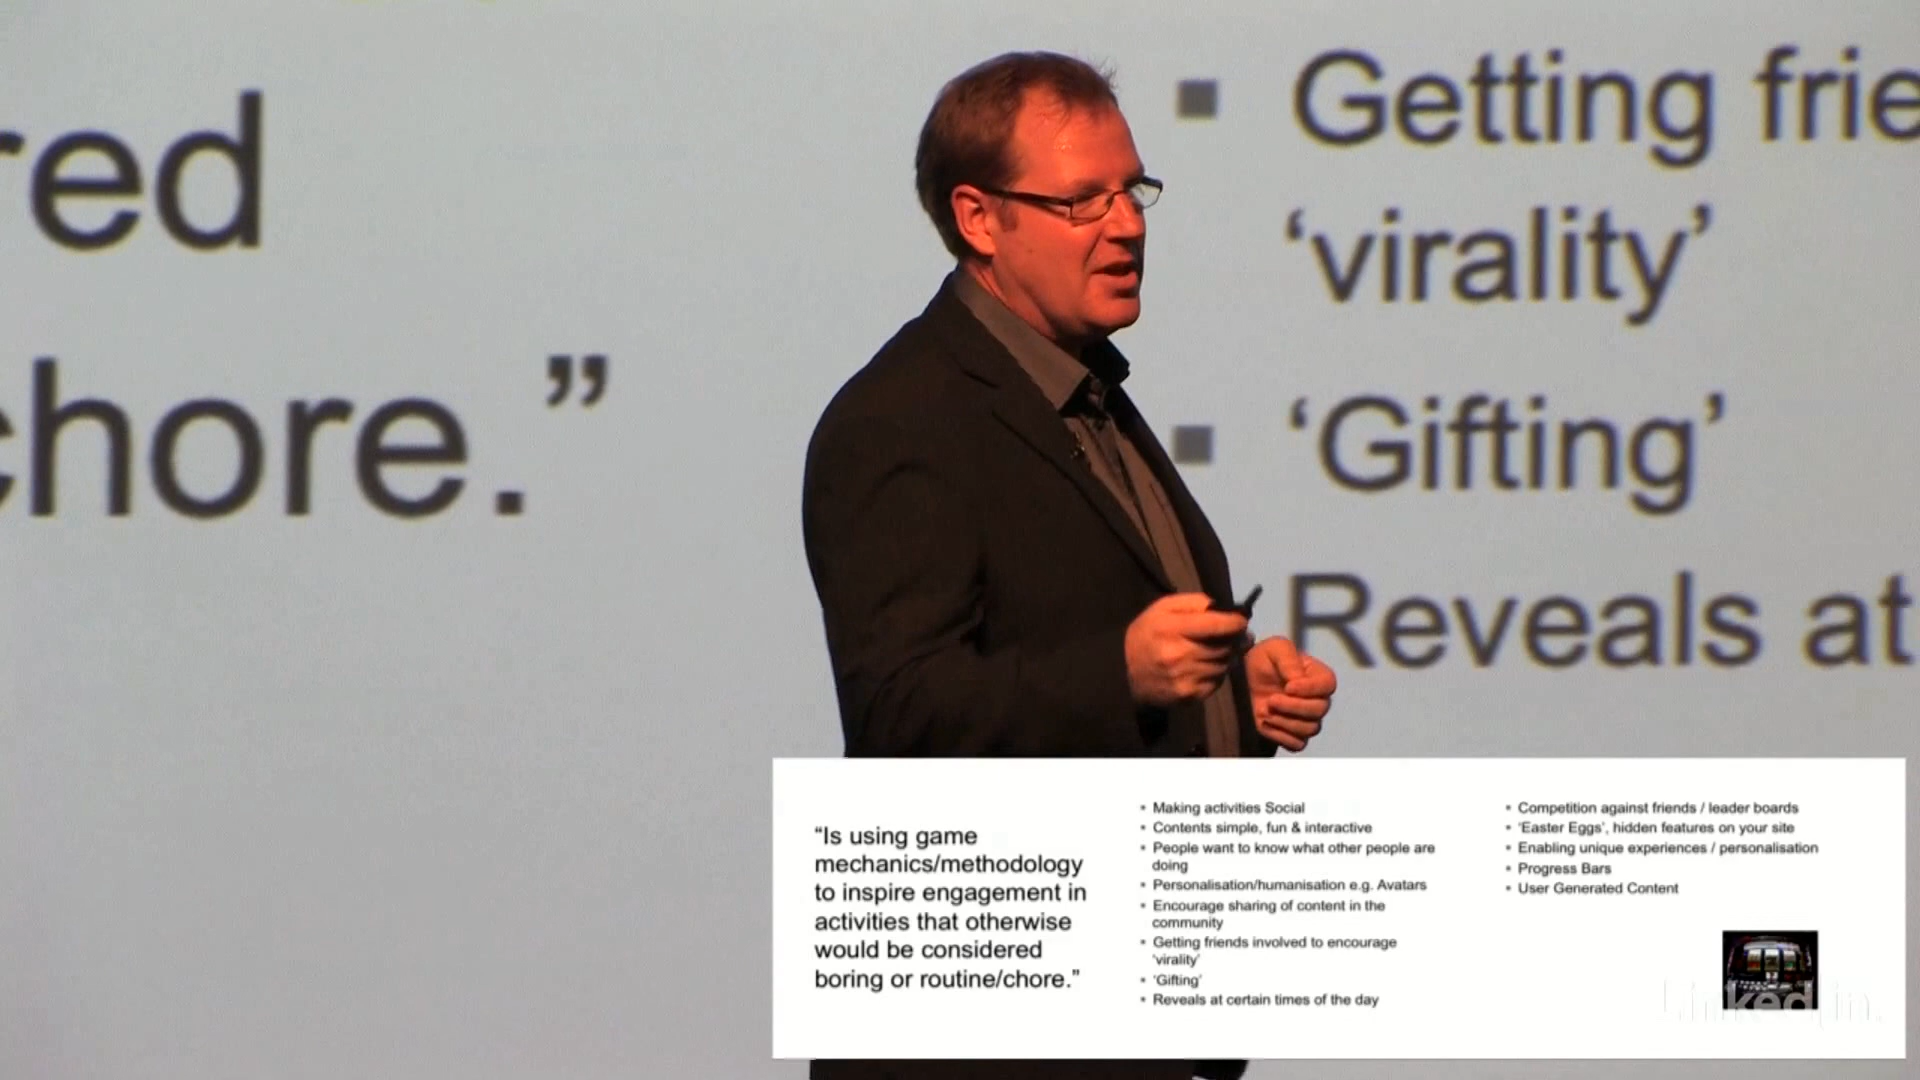 red
chore.”
Getting frie
‘virality’
‘Gifting’
Reveals at
“Is using game
mechanics/methodology
to inspire engagement in
activities that otherwise
would be considered
boring or routine/chore.”
Making activities Social
Contents simple, fun & interactive
People want to know what other people are
doing
Personalisation/humanisation e.g. Avatars
Encourage sharing of content in the
community
Getting friends involved to encourage
‘virality’
‘Gifting’
Reveals at certain times of the day
Competition against friends / leader boards
‘Easter Eggs’, hidden features on your site
Enabling unique experiences / personalisation
Progress Bars
User Generated Content
Linked in